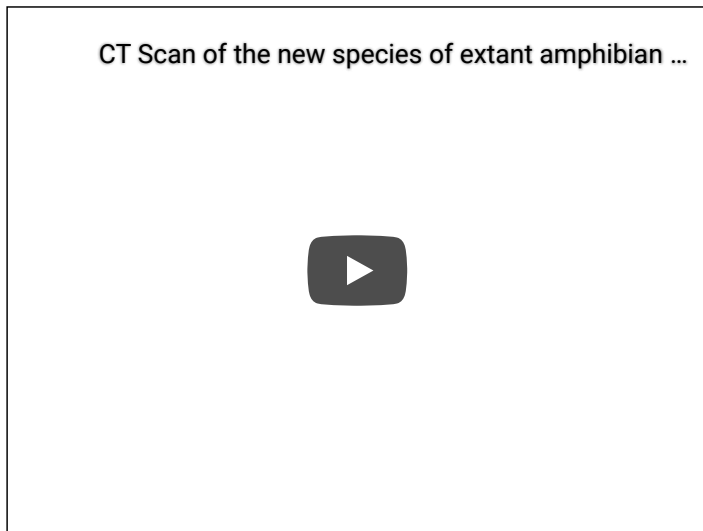 CT Scan of the new species of extant amphibian ...